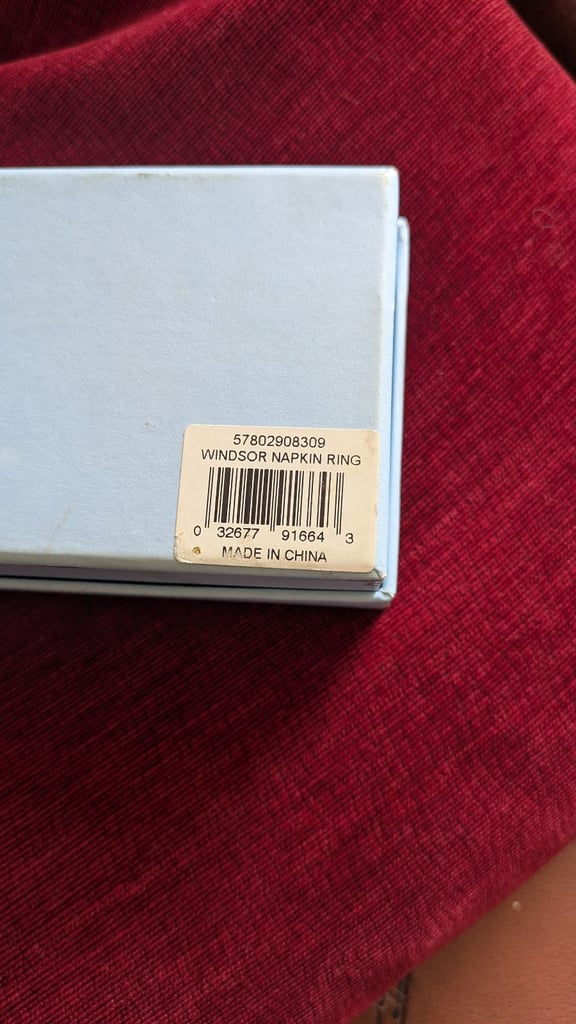 57802908309
WINDSOR NAPKIN RING
0 32677 91664 3
MADE IN CHINA